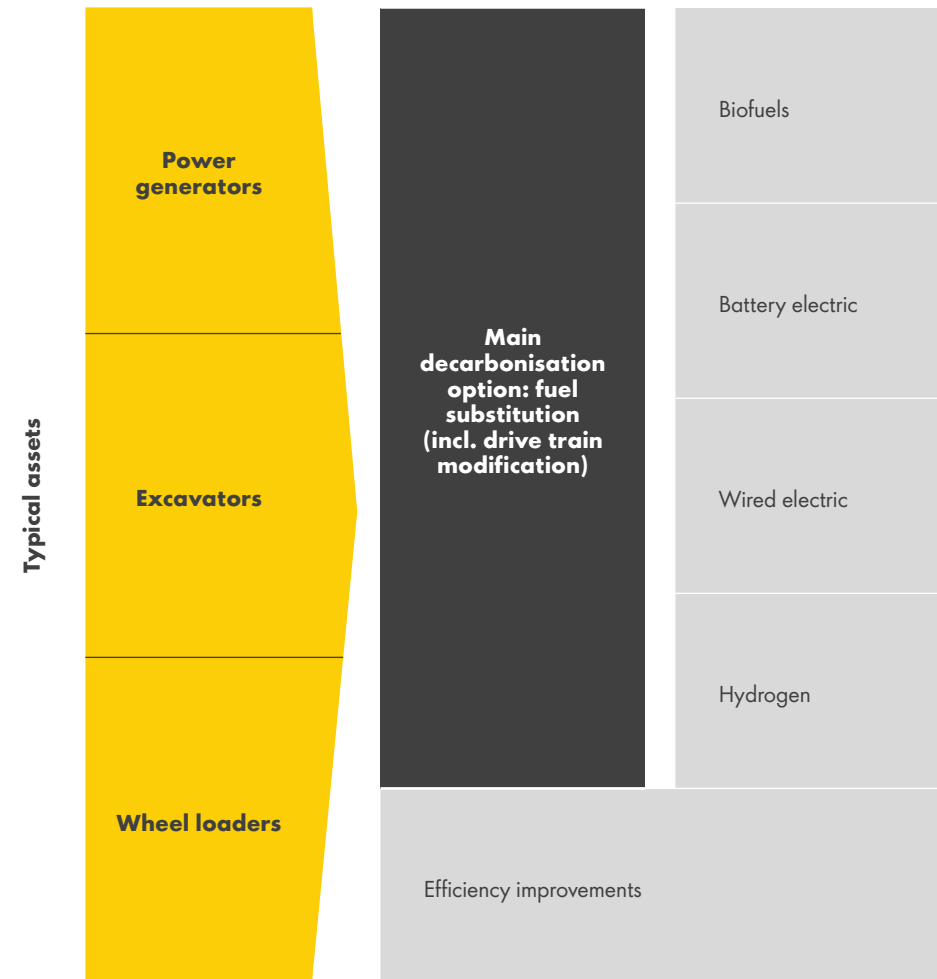 Typical assets
Power
generators
Excavators
Wheel loaders
Main
decarbonisation
option: fuel
substitution
(incl. drive train
modification)
Biofuels
Battery electric
Wired electric
Hydrogen
Efficiency improvements